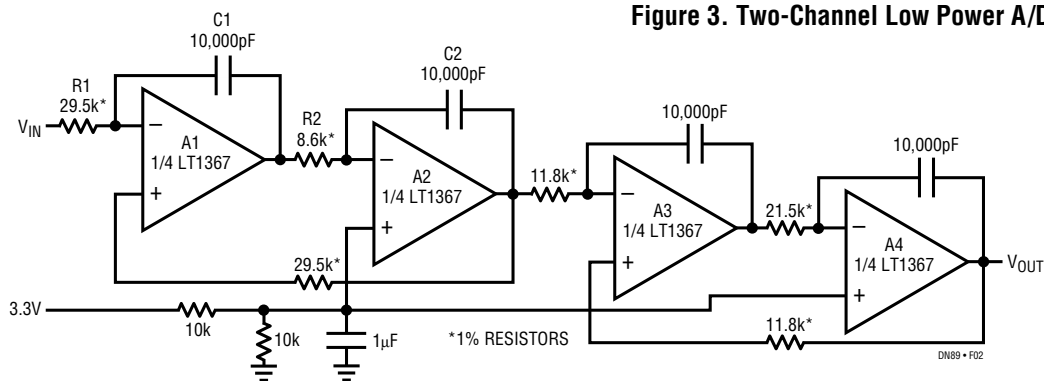 Figure 3. Two-Channel Low Power A/D
C1
10,000pF
C2
10,000pF
R1
29.5k*
VIN
−
A1
1/4 LT1367
+
R2
8.6k*
−
A2
1/4 LT1367
+
29.5k*
10,000pF
11.8k*
−
A3
1/4 LT1367
+
10,000pF
21.5k*
−
A4
1/4 LT1367
+
VOUT
11.8k*
3.3V
10k
10k
1µF
*1% RESISTORS
DN89 • F02